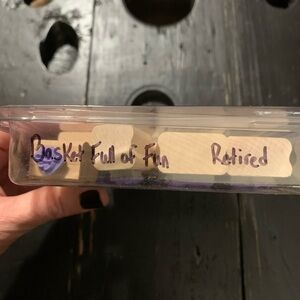 Basket Full of Fun Retired